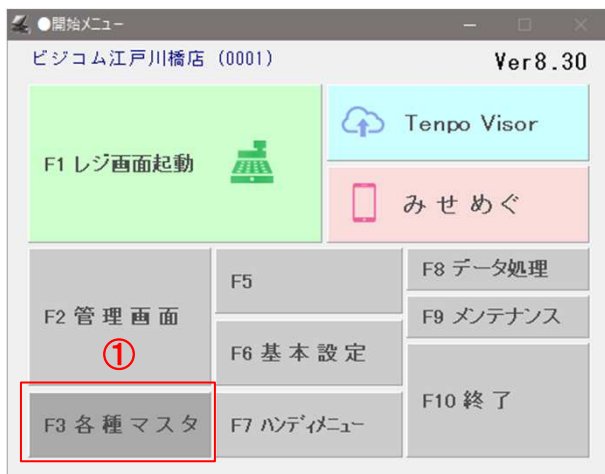 ●開始メニュー
ビジコム江戸川橋店 (0001)
Ver8.30
F1 レジ画面起動
Tenpo Visor
みせめぐ
F2 管理画面
①
F3 各種マスタ
F5
F6 基本設定
F7 ハンディメニュー
F8 データ処理
F9 メンテナンス
F10 終了